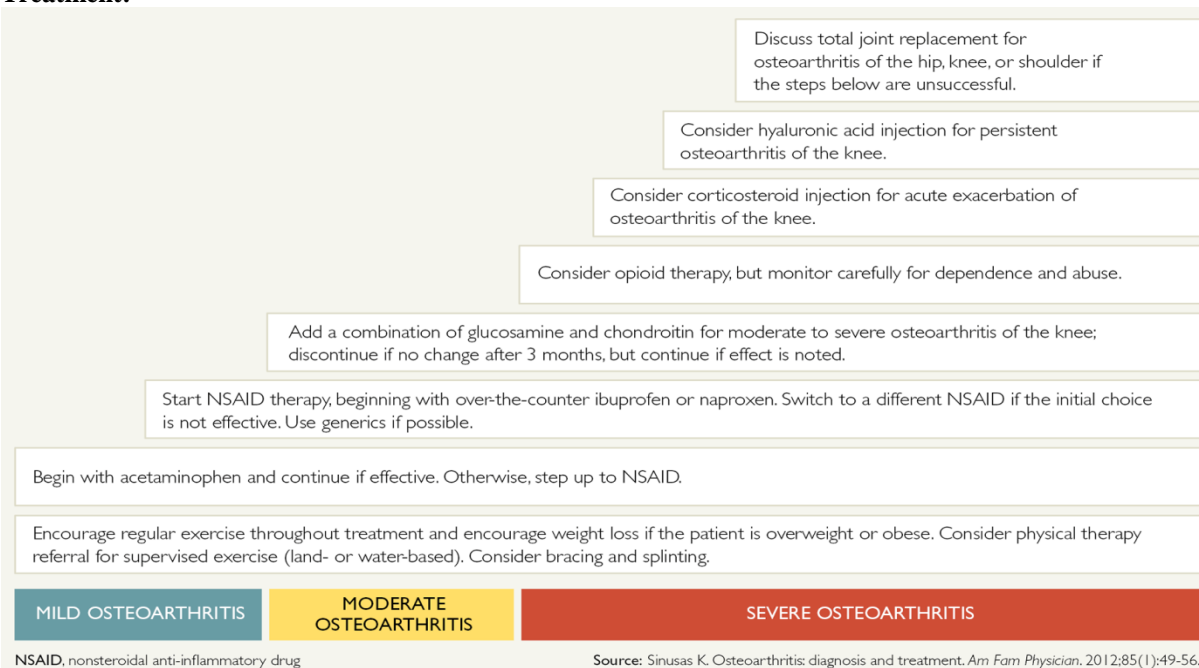 Treatment:
Discuss total joint replacement for
osteoarthritis of the hip, knee, or shoulder if
the steps below are unsuccessful.
Consider hyaluronic acid injection for persistent
osteoarthritis of the knee.
Consider corticosteroid injection for acute exacerbation of
osteoarthritis of the knee.
Consider opioid therapy, but monitor carefully for dependence and abuse.
Add a combination of glucosamine and chondroitin for moderate to severe osteoarthritis of the knee;
discontinue if no change after 3 months, but continue if effect is noted.
Start NSAID therapy, beginning with over-the-counter ibuprofen or naproxen. Switch to a different NSAID if the initial choice
is not effective. Use generics if possible.
Begin with acetaminophen and continue if effective. Otherwise, step up to NSAID.
Encourage regular exercise throughout treatment and encourage weight loss if the patient is overweight or obese. Consider physical therapy
referral for supervised exercise (land- or water-based). Consider bracing and splinting.
MILD OSTEOARTHRITIS
MODERATE
OSTEOARTHRITIS
SEVERE OSTEOARTHRITIS
NSAID, nonsteroidal anti-inflammatory drug
Source: Sinusas K. Osteoarthritis: diagnosis and treatment. Am Fam Physician. 2012;85(1):49-56.